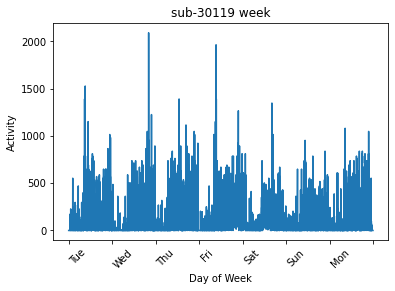 sub-30119 week
2000
1500
1000
500
0
Activity
Tue
Wed
Thu
Fri
Sat
Sun
Mon
Day of Week